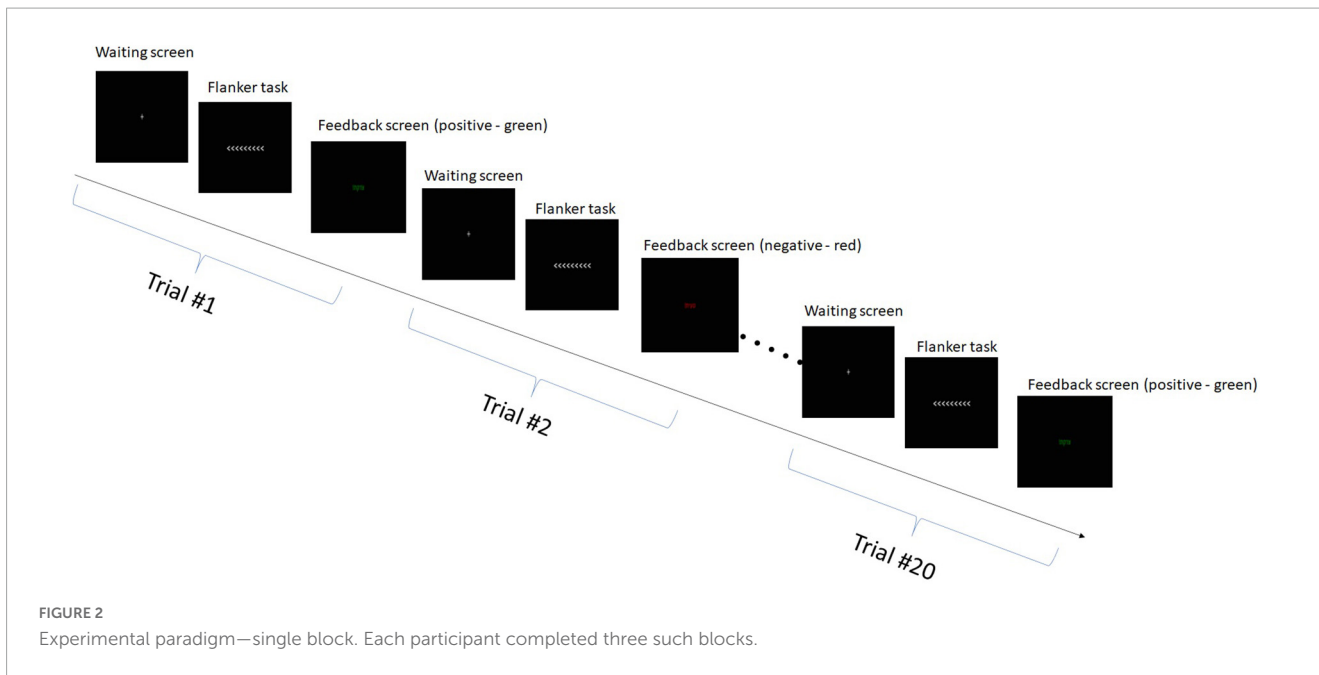 Waiting screen
Flanker task
‹‹‹‹‹‹‹‹‹
Feedback screen (positive - green)
Waiting screen
Flanker task
‹‹‹‹‹‹‹‹‹
Feedback screen (negative - red)
Waiting screen
Flanker task
‹‹‹‹‹‹‹‹‹
Feedback screen (positive - green)
Trial #1
Trial #2
Trial #20
FIGURE 2
Experimental paradigm—single block. Each participant completed three such blocks.